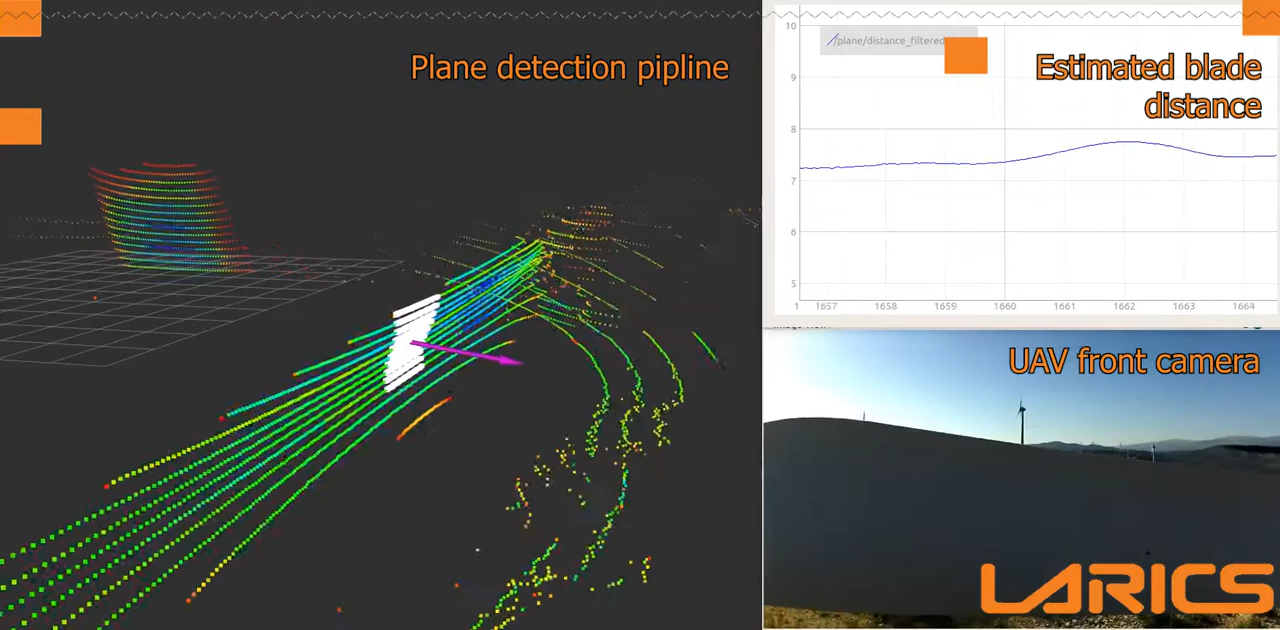 Plane detection pipline
10
/plane/distance_filtered
Estimated blade
distance
9
8
7
6
5
1 1657 1658 1659 1660 1661 1662 1663 1664
UAV front camera
LARICS